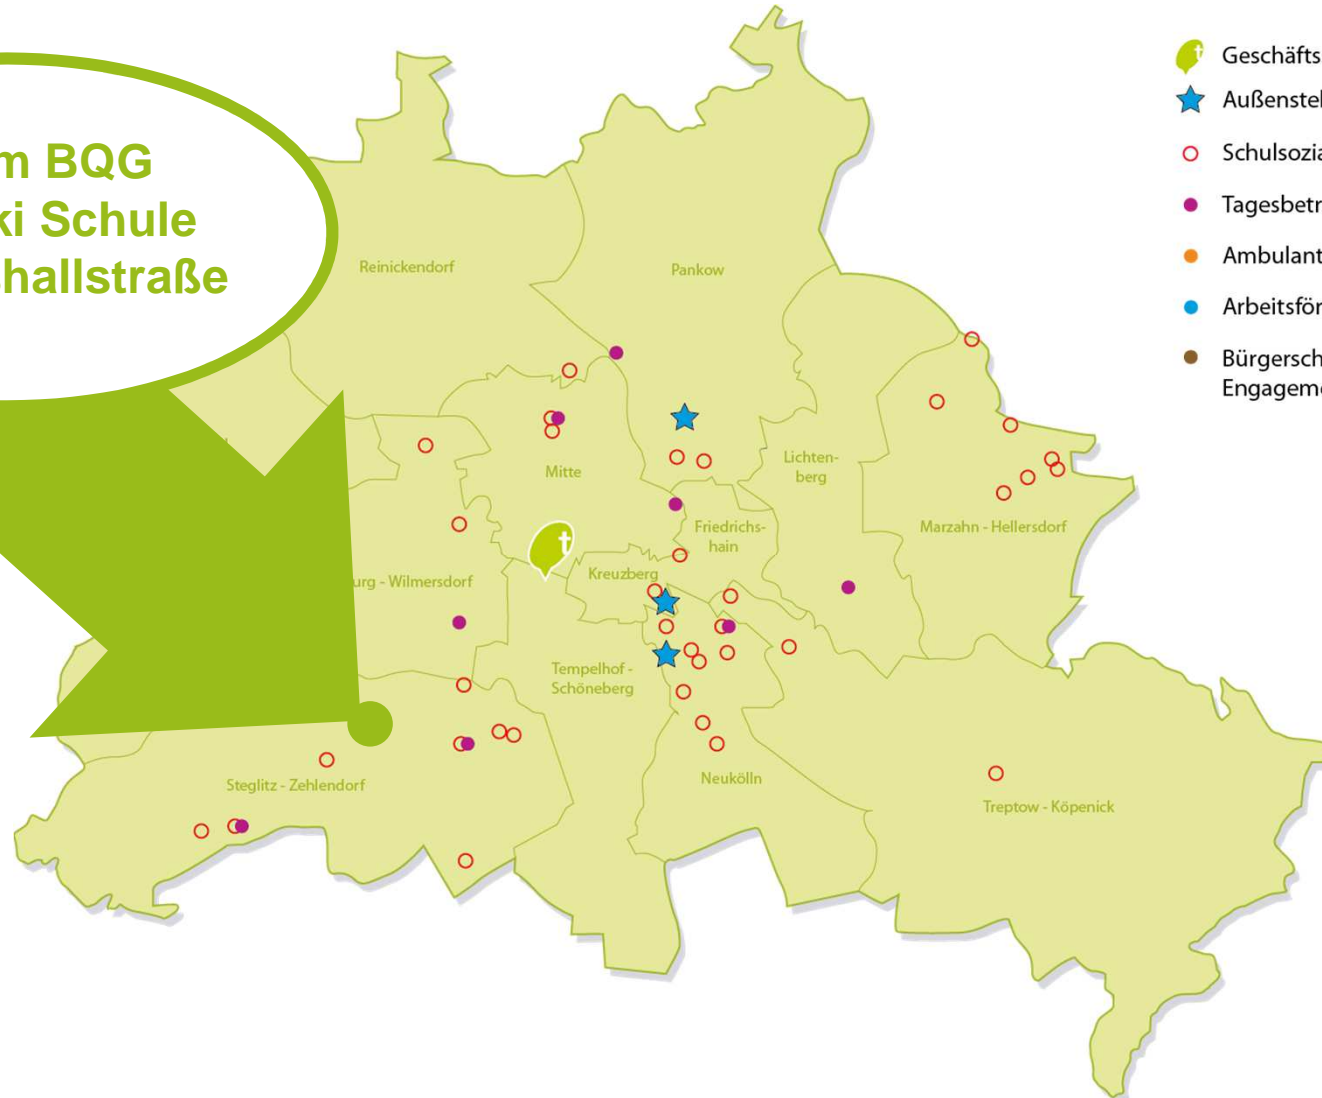 m BQG
ki Schule
hallstraße
Geschäfts
Außenstel
Schulsozia
Tagesbetr
Ambulant
Arbeitsför
Bürgersch
Engageme
Reinickendorf
Pankow
Mitte
Lichten-
berg
Friedrichs-
hain
Marzahn - Hellersdorf
Kreuzberg
urg - Wilmersdorf
Tempelhof -
Schöneberg
Steglitz - Zehlendorf
Neukölln
Treptow - Köpenick
t
t